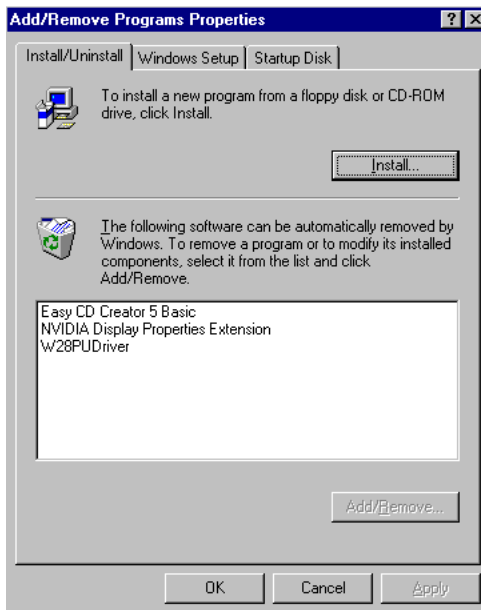 Add/Remove Programs Properties
Install/Uninstall Windows Setup Startup Disk
To install a new program from a floppy disk or CD-ROM
drive, click Install.
Install...
The following software can be automatically removed by
Windows. To remove a program or to modify its installed
components, select it from the list and click
Add/Remove.
Easy CD Creator 5 Basic
NVIDIA Display Properties Extension
W28PUDriver
Add/Remove...
OK Cancel Apply